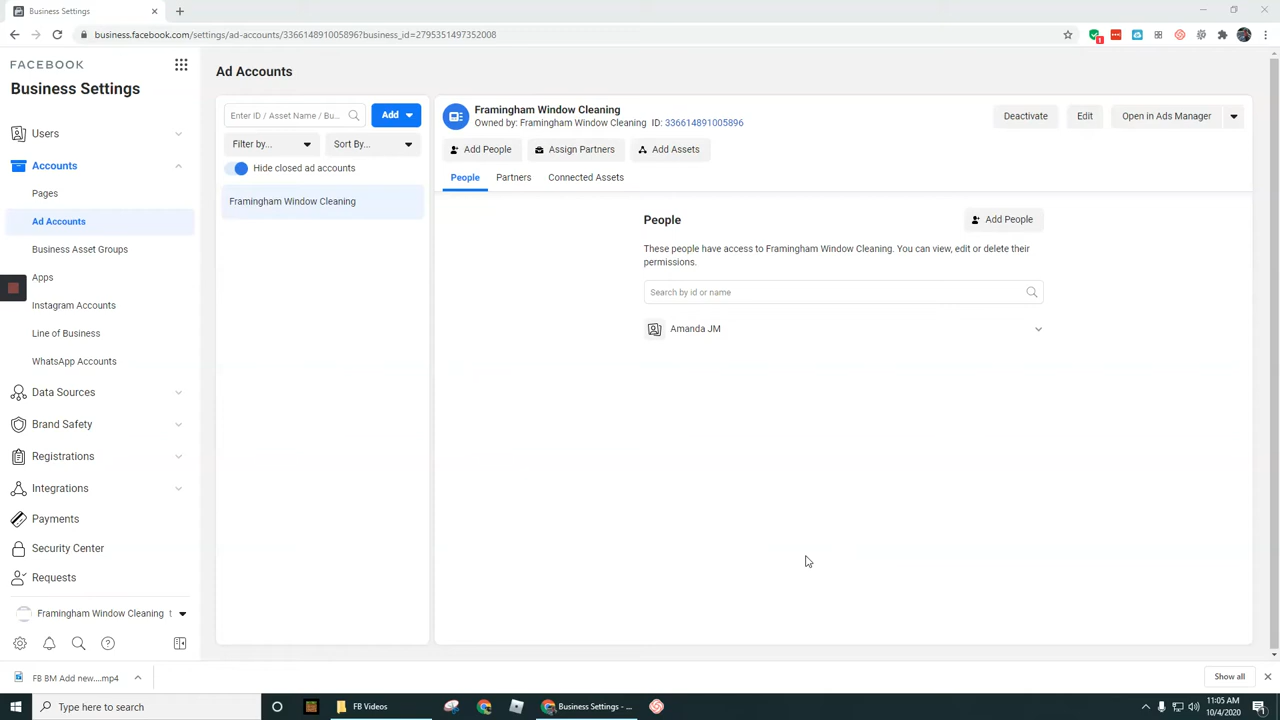 Business Settings
business.facebook.com/settings/ad-accounts/336614891005896?business_id=2795351497352008
1
FACEBOOK
Business Settings
Users
Accounts
Pages
Ad Accounts
Business Asset Groups
Apps
Instagram Accounts
Line of Business
WhatsApp Accounts
Data Sources
Brand Safety
Registrations
Integrations
Payments
Security Center
Requests
Framingham Window Cleaning t
Ad Accounts
Enter ID / Asset Name / Bu...
Add
Filter by...
Sort By...
Hide closed ad accounts
Framingham Window Cleaning
Framingham Window Cleaning
Owned by: Framingham Window Cleaning ID: 336614891005896
Deactivate
Edit
Open in Ads Manager
Add People
Assign Partners
Add Assets
People
Partners
Connected Assets
People
Add People
These people have access to Framingham Window Cleaning. You can view, edit or delete their
permissions.
Search by id or name
Amanda JM
FB BM Add new....mp4
Show all
Type here to search
FB Videos
Business Settings - ...
11:05 AM
10/4/2020
1